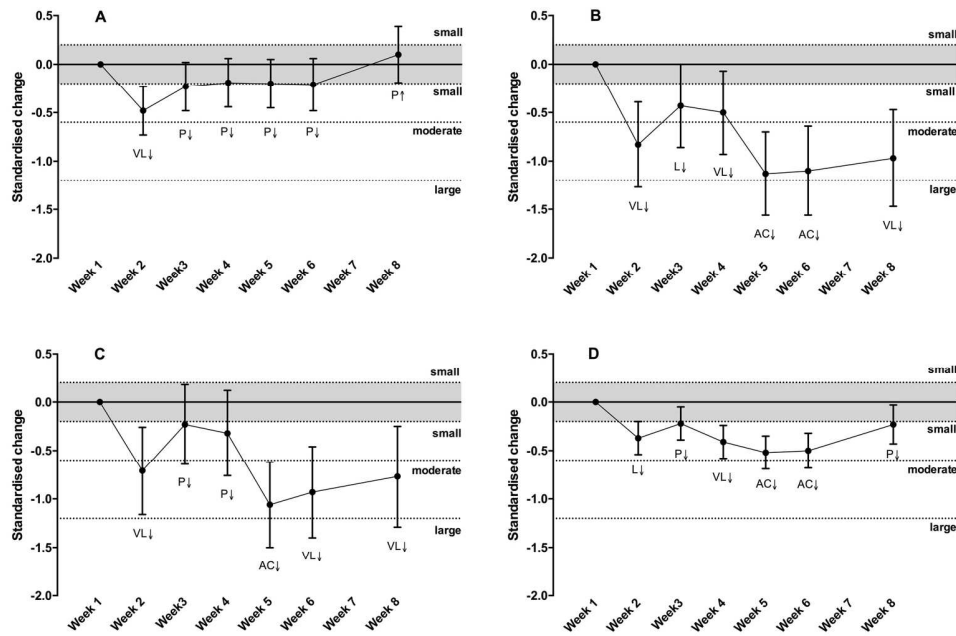 A
Standardised change
0.5
0.0
-0.5
-1.0
-1.5
-2.0
small
small
moderate
large
VL↓
P↓
P↓
P↓
P↓
P↑
Week 1
Week 2
Week3
Week 4
Week 5
Week 6
Week 7
Week 8
B
Standardised change
0.5
0.0
-0.5
-1.0
-1.5
-2.0
small
small
moderate
large
VL↓
L↓
VL↓
AC↓
AC↓
VL↓
Week 1
Week 2
Week3
Week 4
Week 5
Week 6
Week 7
Week 8
C
Standardised change
0.5
0.0
-0.5
-1.0
-1.5
-2.0
small
small
moderate
large
VL↓
P↓
P↓
AC↓
VL↓
VL↓
Week 1
Week 2
Week3
Week 4
Week 5
Week 6
Week 7
Week 8
D
Standardised change
0.5
0.0
-0.5
-1.0
-1.5
-2.0
small
small
moderate
large
L↓
P↓
VL↓
AC↓
AC↓
P↓
Week 1
Week 2
Week3
Week 4
Week 5
Week 6
Week 7
Week 8